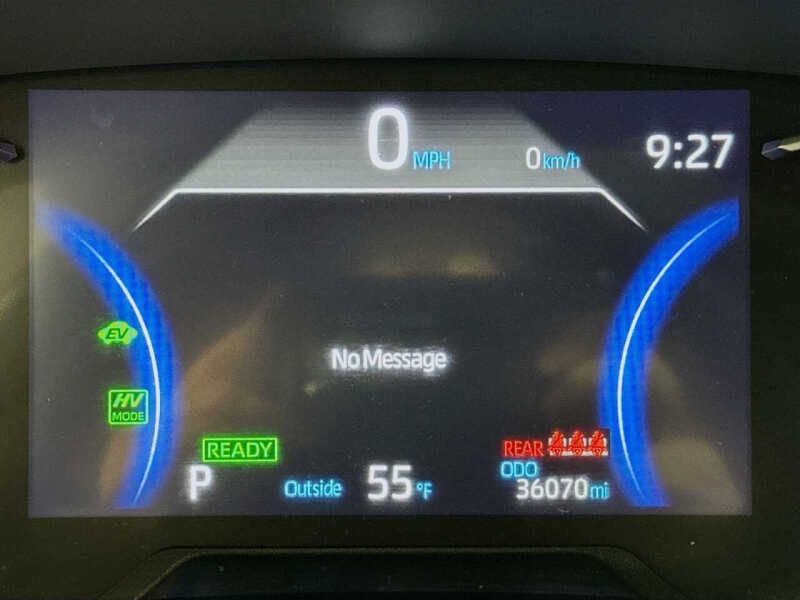 0 MPH 0 km/h 9:27
EV
No Message
HV
MODE
READY
REAR
ODO
P Outside 55 °F 36070 mi